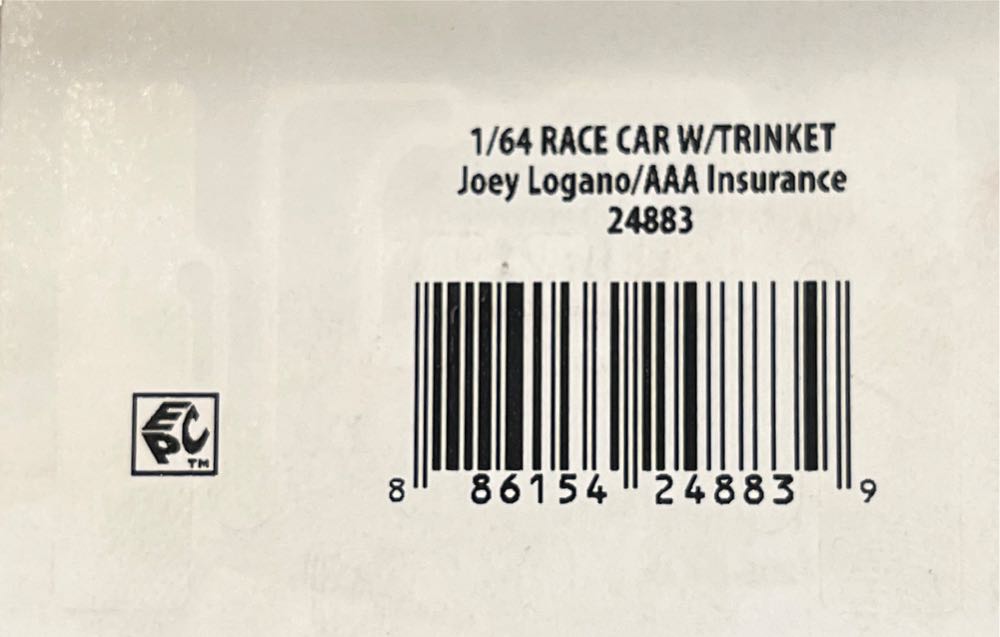 1/64 RACE CAR W/TRINKET
Joey Logano/AAA Insurance
24883
EPC
TM
8 86154 24883 9